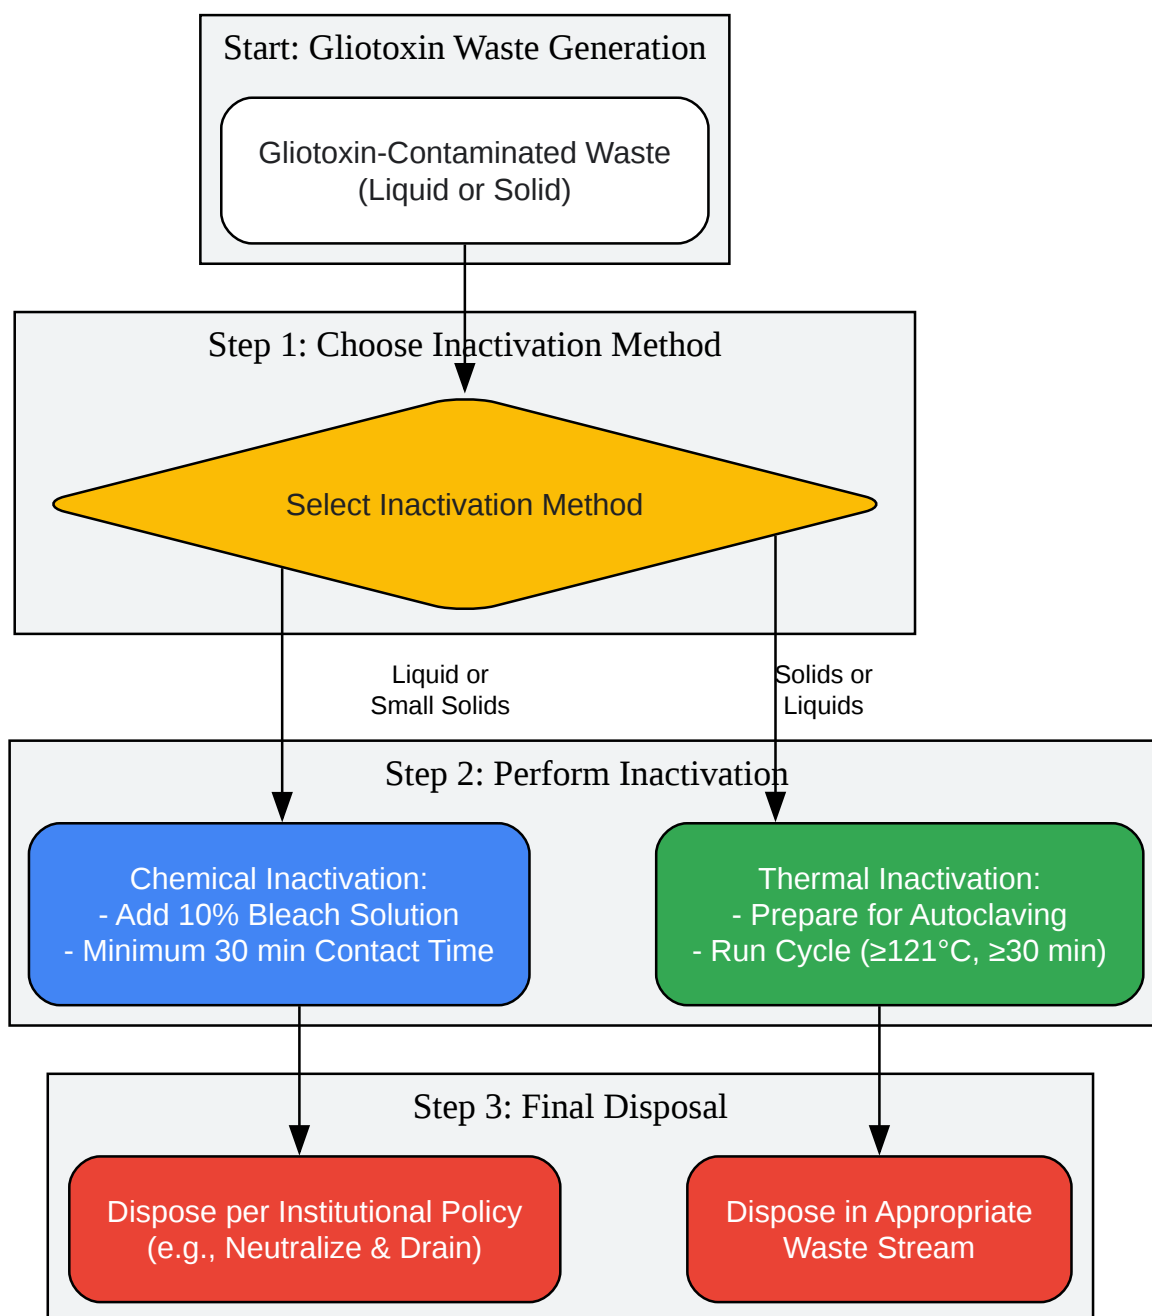 Start: Gliotoxin Waste Generation
Gliotoxin-Contaminated Waste
(Liquid or Solid)
Step 1: Choose Inactivation Method
Select Inactivation Method
Liquid or
Small Solids
Solids or
Liquids
Step 2: Perform Inactivation
Chemical Inactivation:
- Add 10% Bleach Solution
- Minimum 30 min Contact Time
Thermal Inactivation:
- Prepare for Autoclaving
- Run Cycle (≥121°C, ≥30 min)
Step 3: Final Disposal
Dispose per Institutional Policy
(e.g., Neutralize & Drain)
Dispose in Appropriate
Waste Stream